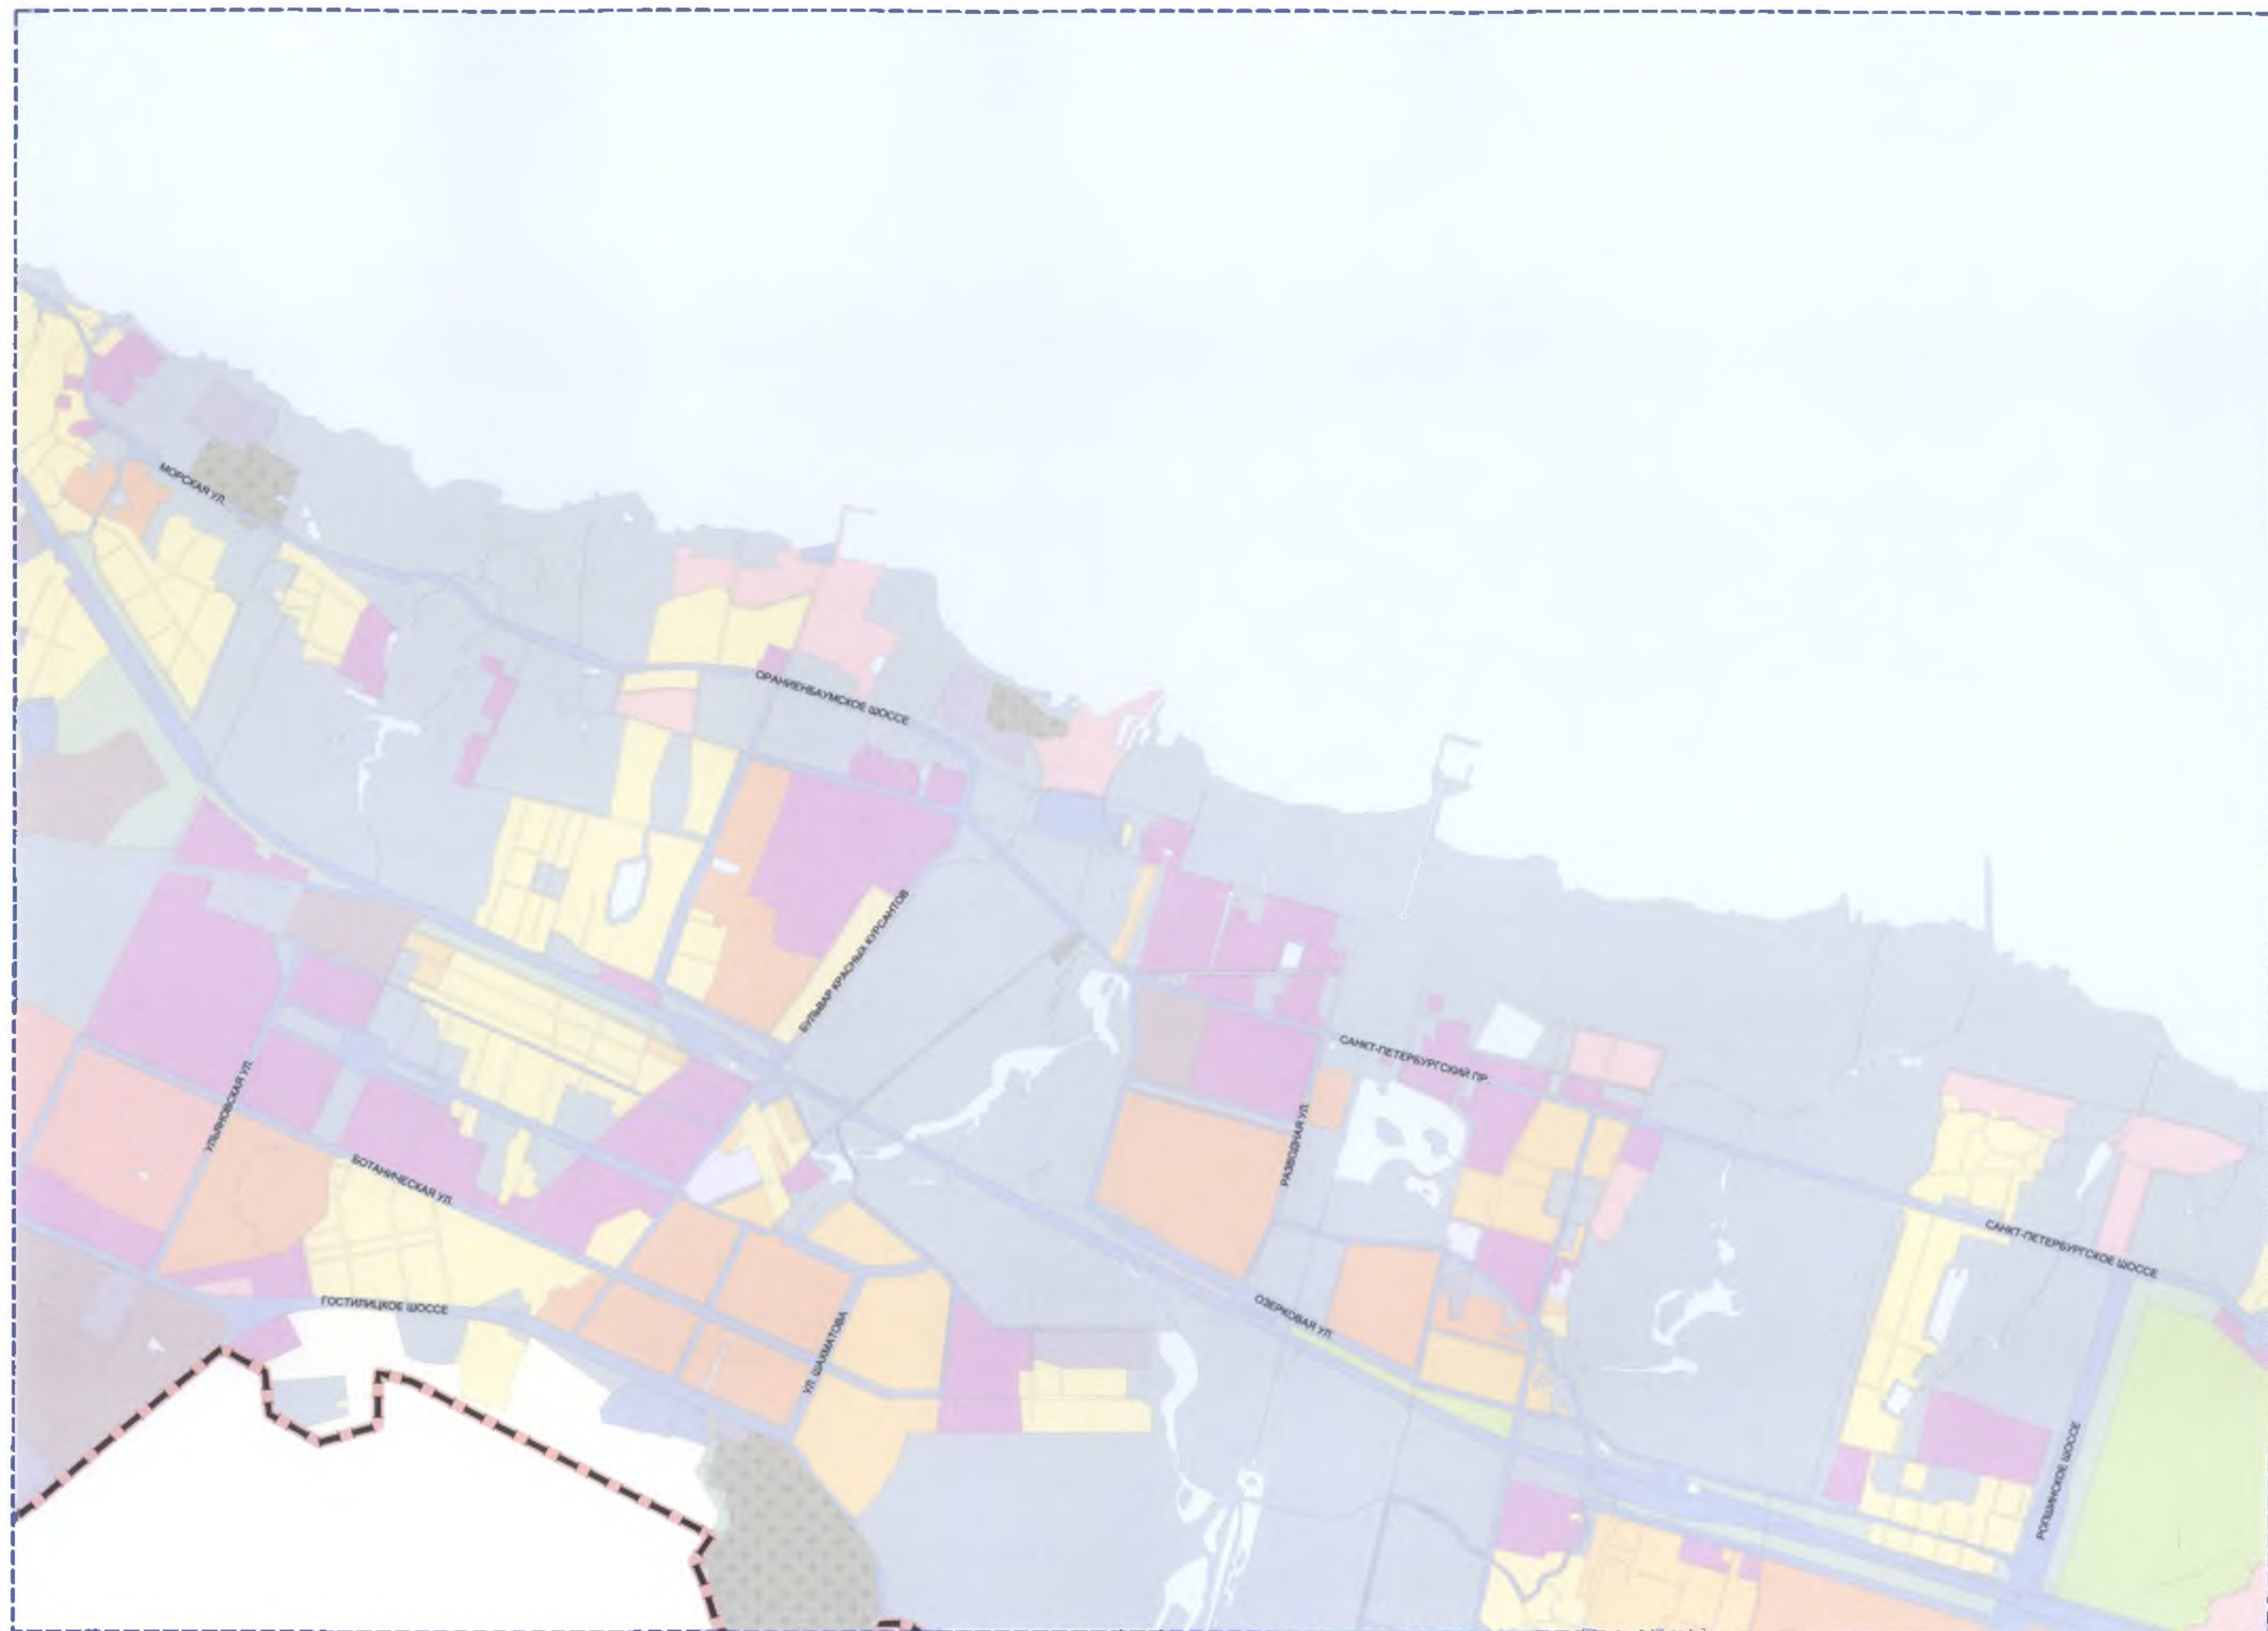 МОРСКАЯ УЛ.
ОРАНИЕНБАУМСКОЕ ШОССЕ
БУЛЬВАР КРАСНЫХ КУРСАНТОВ
САНКТ-ПЕТЕРБУРГСКИЙ ПР.
УЛЬЯНОВСКАЯ УЛ.
РАЗВОДНАЯ УЛ.
БОТАНИЧЕСКАЯ УЛ.
САНКТ-ПЕТЕРБУРГСКОЕ ШОССЕ
ГОСТИЛИЦКОЕ ШОССЕ
ОЗЕРКОВАЯ УЛ.
УЛ. ШАХМАТОВА
РОПШИНСКОЕ ШОССЕ